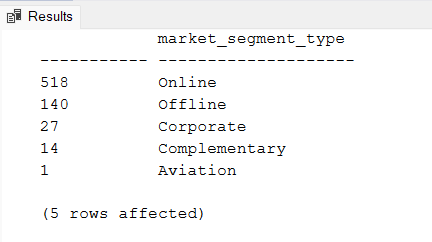 Results
market_segment_type
----------- --------------------
518 Online
140 Offline
27 Corporate
14 Complementary
1 Aviation
(5 rows affected)